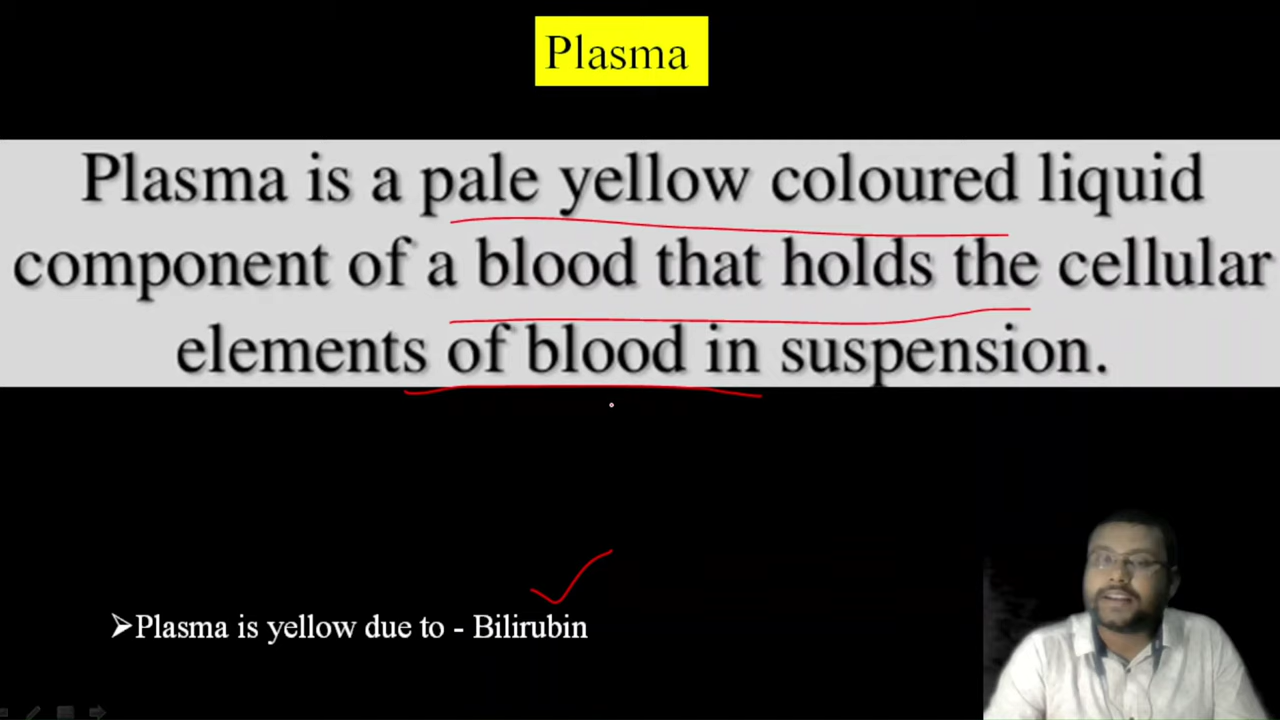 Plasma
Plasma is a pale yellow coloured liquid
component of a blood that holds the cellular
elements of blood in suspension.
➢Plasma is yellow due to - Bilirubin